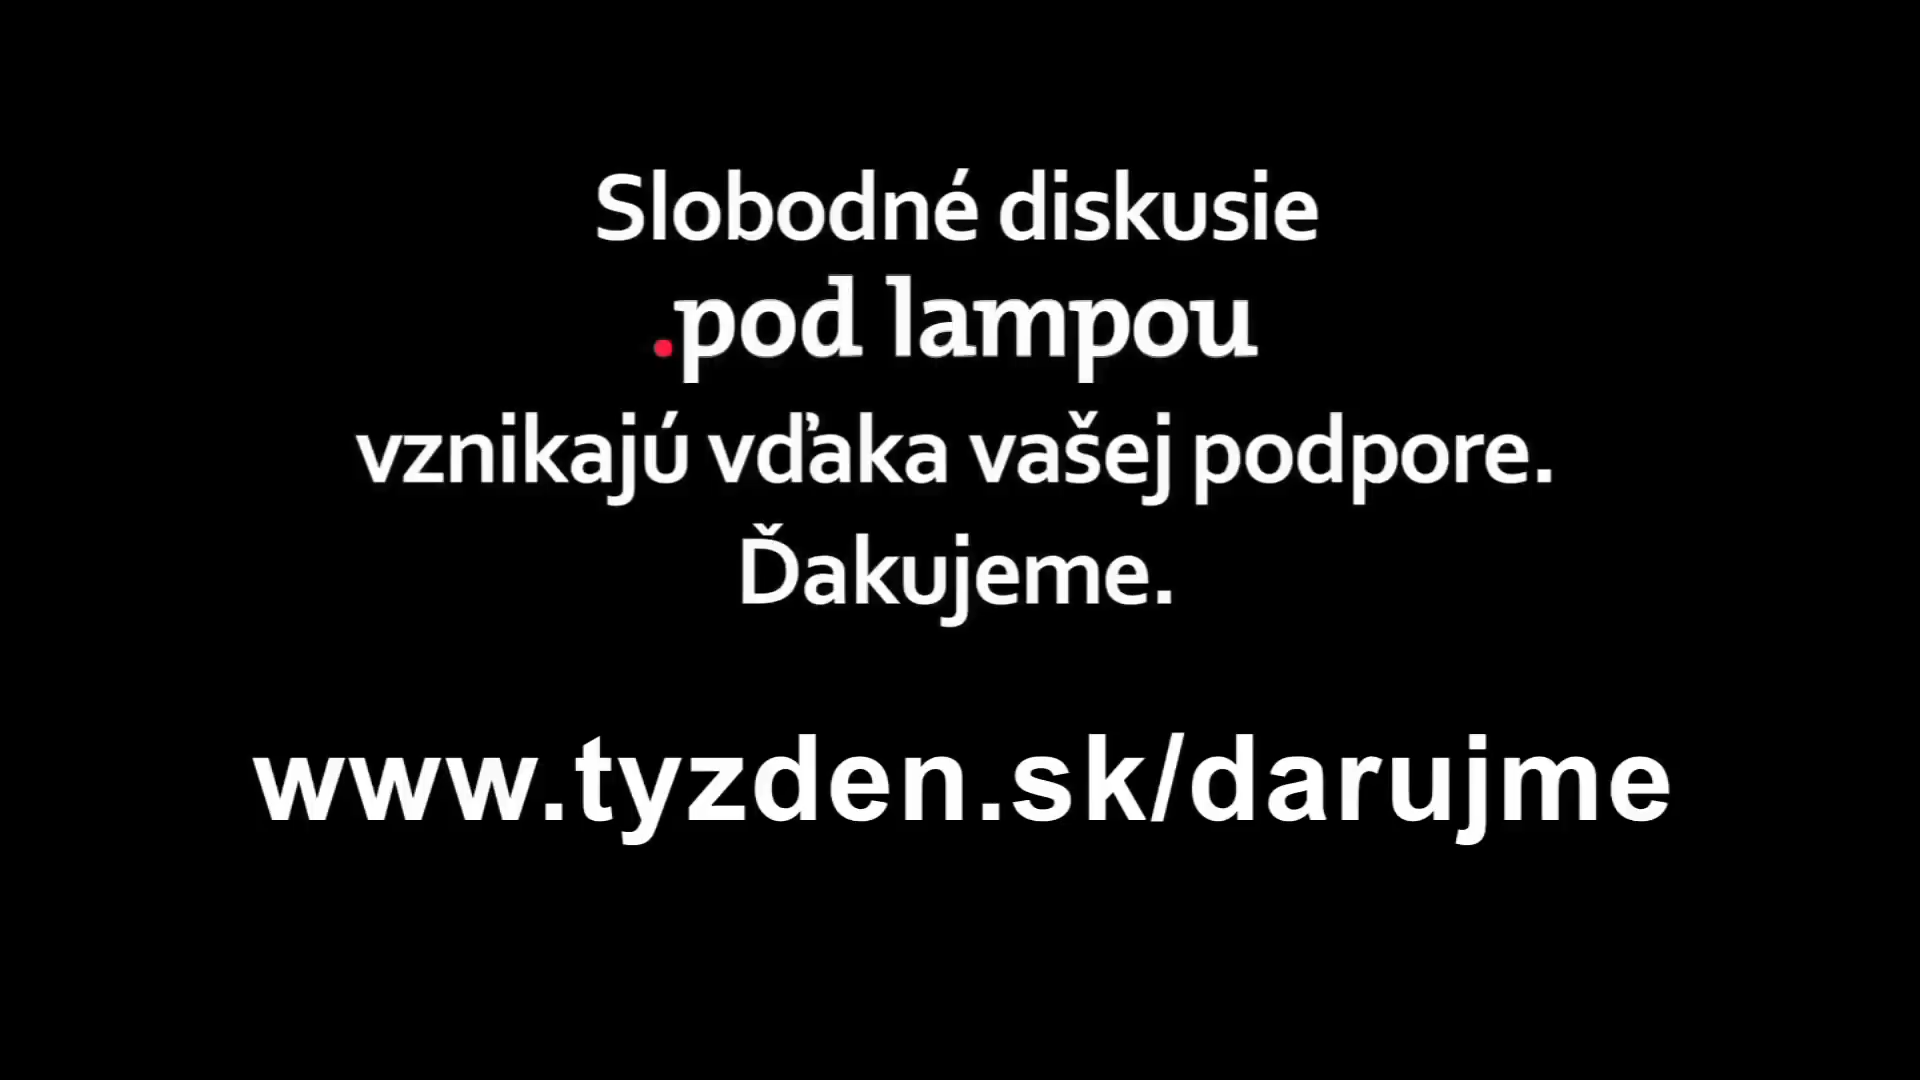 Slobodné diskusie
.pod lampou
vznikajú vďaka vašej podpore.
Ďakujeme.
www.tyzden.sk/darujme